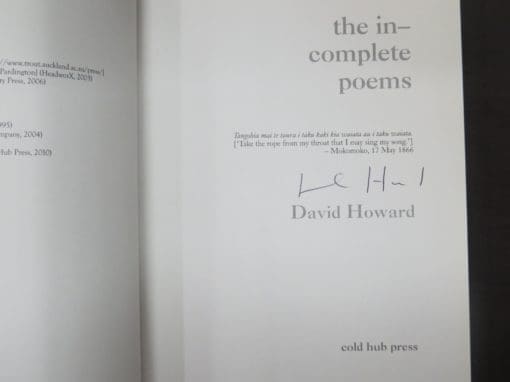 //www.trout.auckland.ac.nz/press/]
Pardington] (HeadworX, 2003)
ry Press, 2006)
995)
mpany, 2004)
Hub Press, 2010)
the in–
complete
poems
Tangohia mai te taura i taku kaki kia waiata au i taku waiata.
['Take the rope from my throat that I may sing my song.']
– Mokomoko, 17 May 1866
David Howard
cold hub press